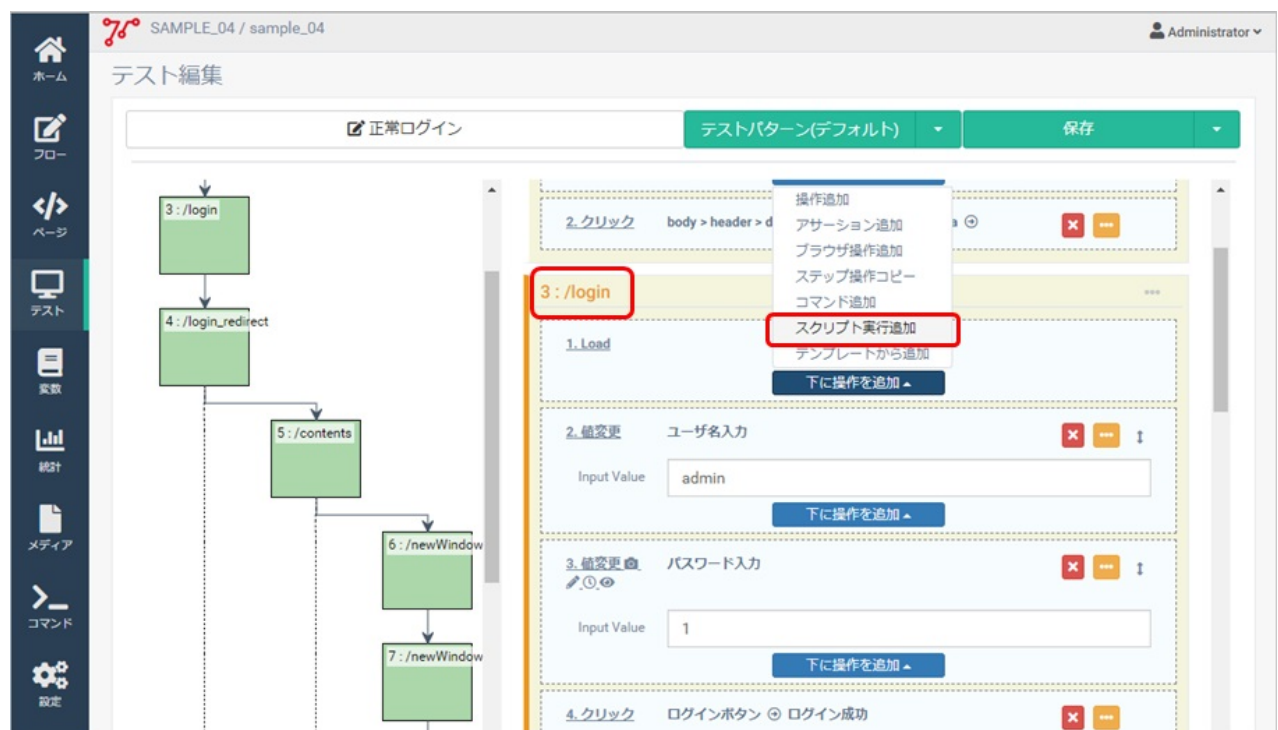 SAMPLE_04 / sample_04
Administrator
テスト編集
ホーム
フロー
ページ
テスト
変数
統計
メディア
コマンド
設定
正常ログイン
テストパターン(デフォルト)
保存
3 : /login
4 : /login_redirect
5 : /contents
6 : /newWindow
7 : /newWindow
2. クリック body > header > d a
操作追加
アサーション追加
ブラウザ操作追加
ステップ操作コピー
コマンド追加
スクリプト実行追加
テンプレートから追加
3 : /login
1. Load
下に操作を追加
2. 値変更 ユーザ名入力
Input Value admin
下に操作を追加
3. 値変更 パスワード入力
Input Value 1
下に操作を追加
4. クリック ログインボタン ログイン成功